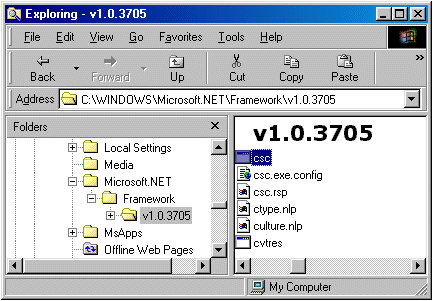 Exploring - v1.0.3705
File Edit View Go Favorites Tools Help
Back Forward Up Cut Copy Paste »
Address C:\WINDOWS\Microsoft.NET\Framework\v1.0.3705
Folders
Local Settings
Media
Microsoft.NET
Framework
v1.0.3705
MsApps
Offline Web Pages
v1.0.3705
csc
csc.exe.config
csc.rsp
ctype.nlp
culture.nlp
cvtres
My Computer